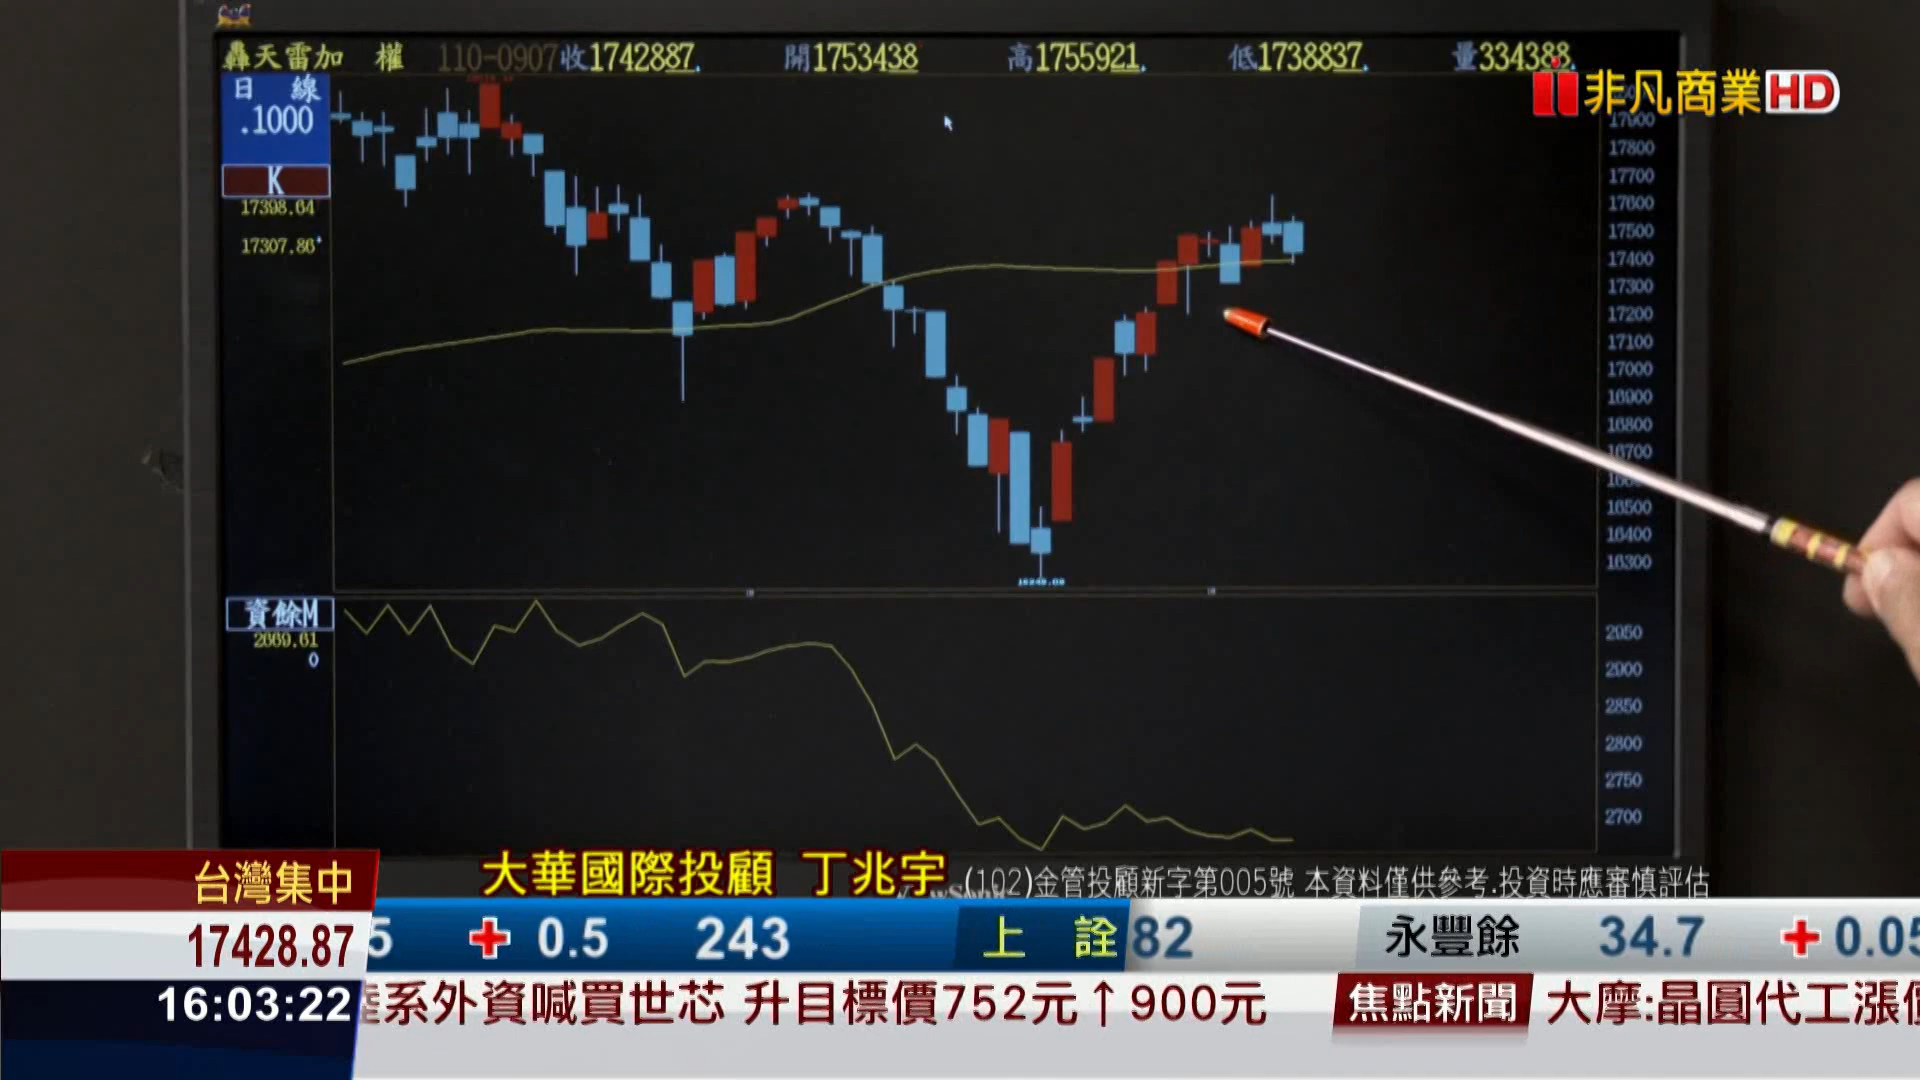 轟天雷加 權 110-0907 收1742887. 開1753438 高1755921. 低1738837. 量334388.
非凡商業HD
日 線
.1000
K
17398.64
17307.86
17900
17800
17700
17600
17500
17400
17300
17200
17100
17000
16900
16800
16700
16500
16400
16300
資餘M
2669.61
0
2950
2900
2850
2800
2750
2700
大華國際投顧 丁兆宇
(102)金管投顧新字第005號 本資料僅供參考.投資時應審慎評估
台灣集中
17428.87
5 + 0.5 243 上 詮 82 永豐餘 34.7 + 0.05
16:03:22
系外資喊買世芯 升目標價752元↑900元 焦點新聞 大摩:晶圓代工漲價